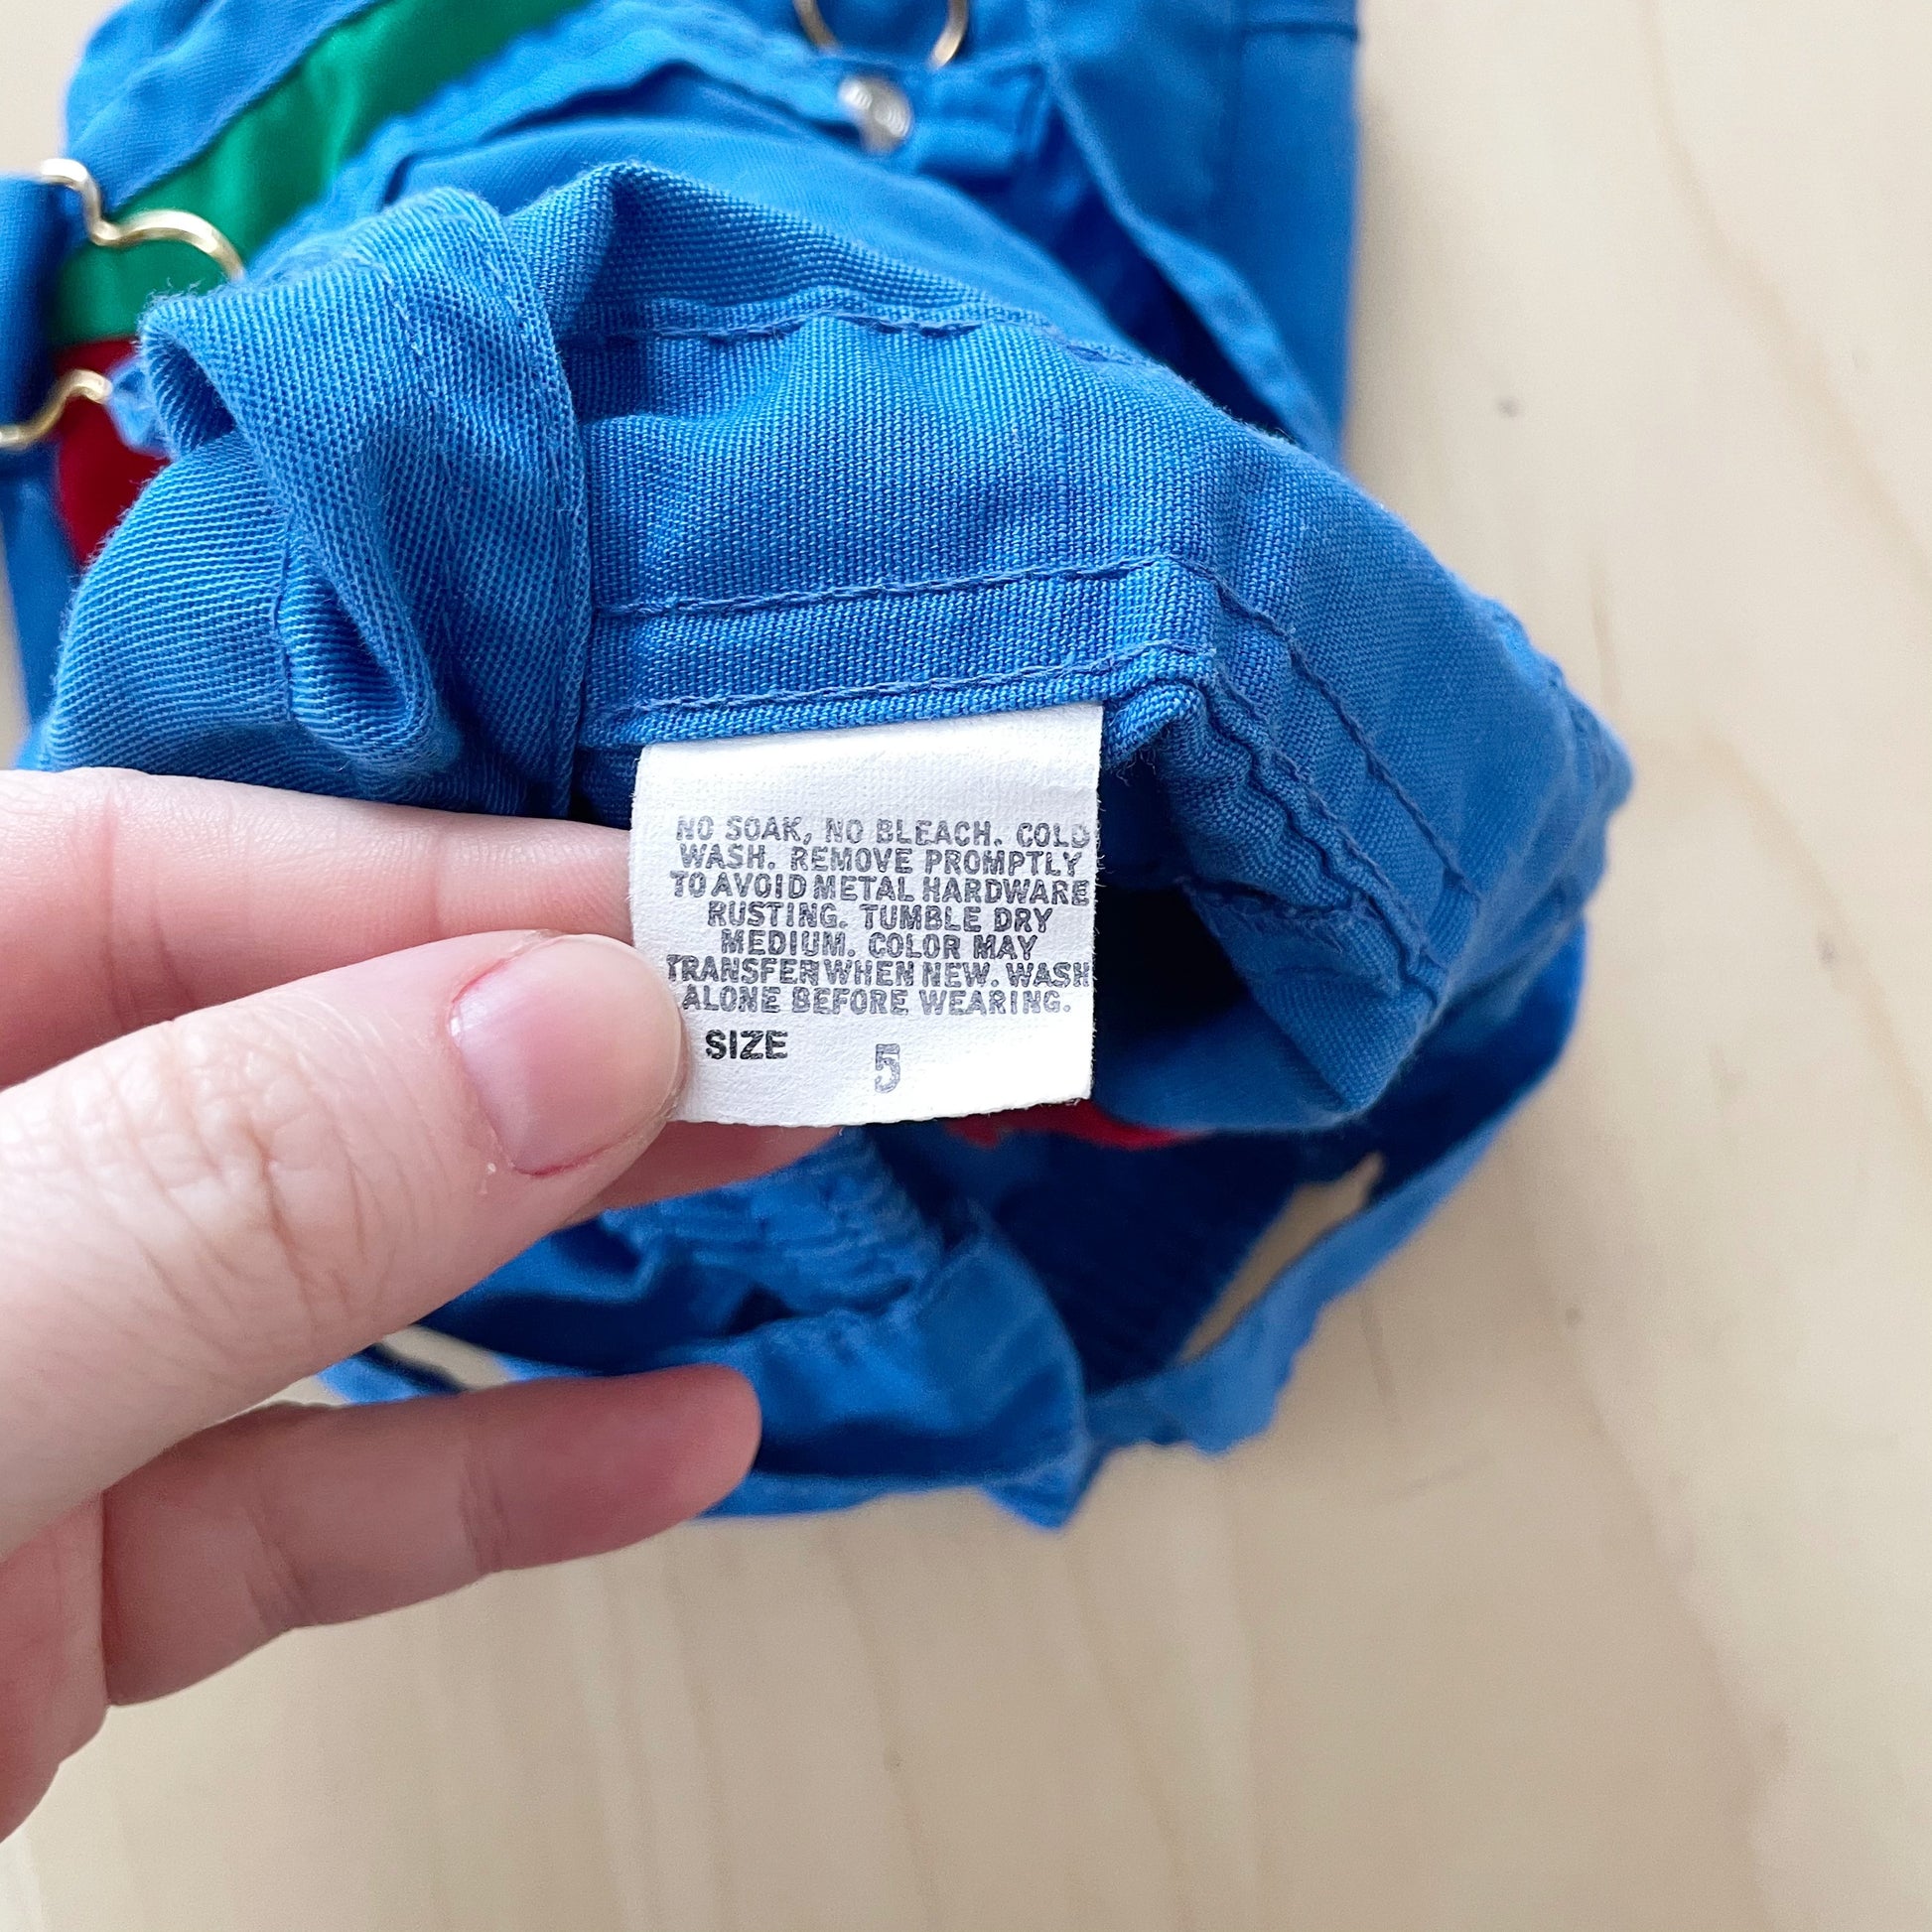 NO SOAK, NO BLEACH. COLD
WASH. REMOVE PROMPTLY
TO AVOID METAL HARDWARE
RUSTING. TUMBLE DRY
MEDIUM. COLOR MAY
TRANSFER WHEN NEW. WASH
ALONE BEFORE WEARING.
SIZE 5